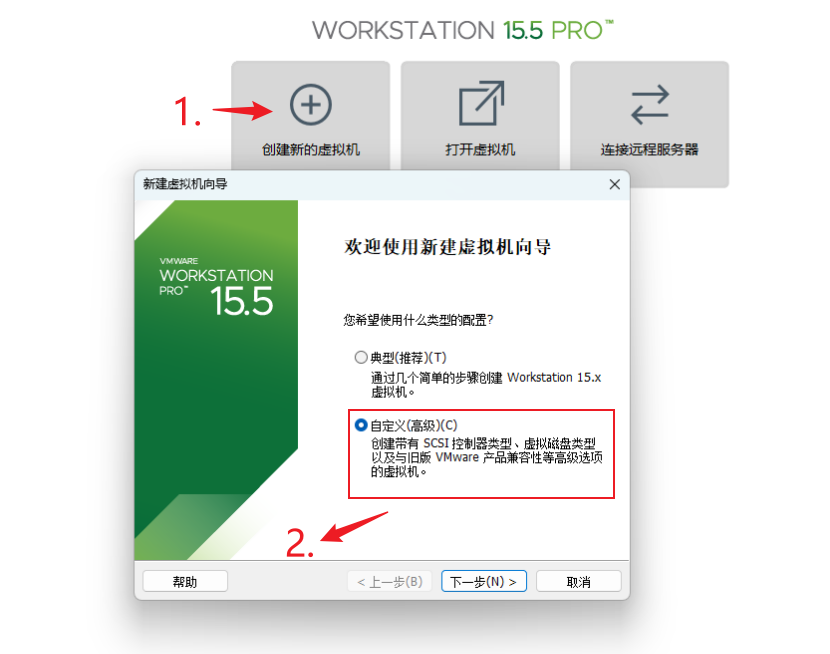 WORKSTATION 15.5 PRO™
1.
创建新的虚拟机
打开虚拟机
连接远程服务器
新建虚拟机向导
VMWARE
WORKSTATION
PRO™ 15.5
欢迎使用新建虚拟机向导
您希望使用什么类型的配置?
典型(推荐)(T)
通过几个简单的步骤创建 Workstation 15.x
虚拟机。
自定义(高级)(C)
创建带有 SCSI 控制器类型、虚拟磁盘类型
以及与旧版 VMware 产品兼容性等高级选项
的虚拟机。
2.
帮助
< 上一步(B)
下一步(N) >
取消